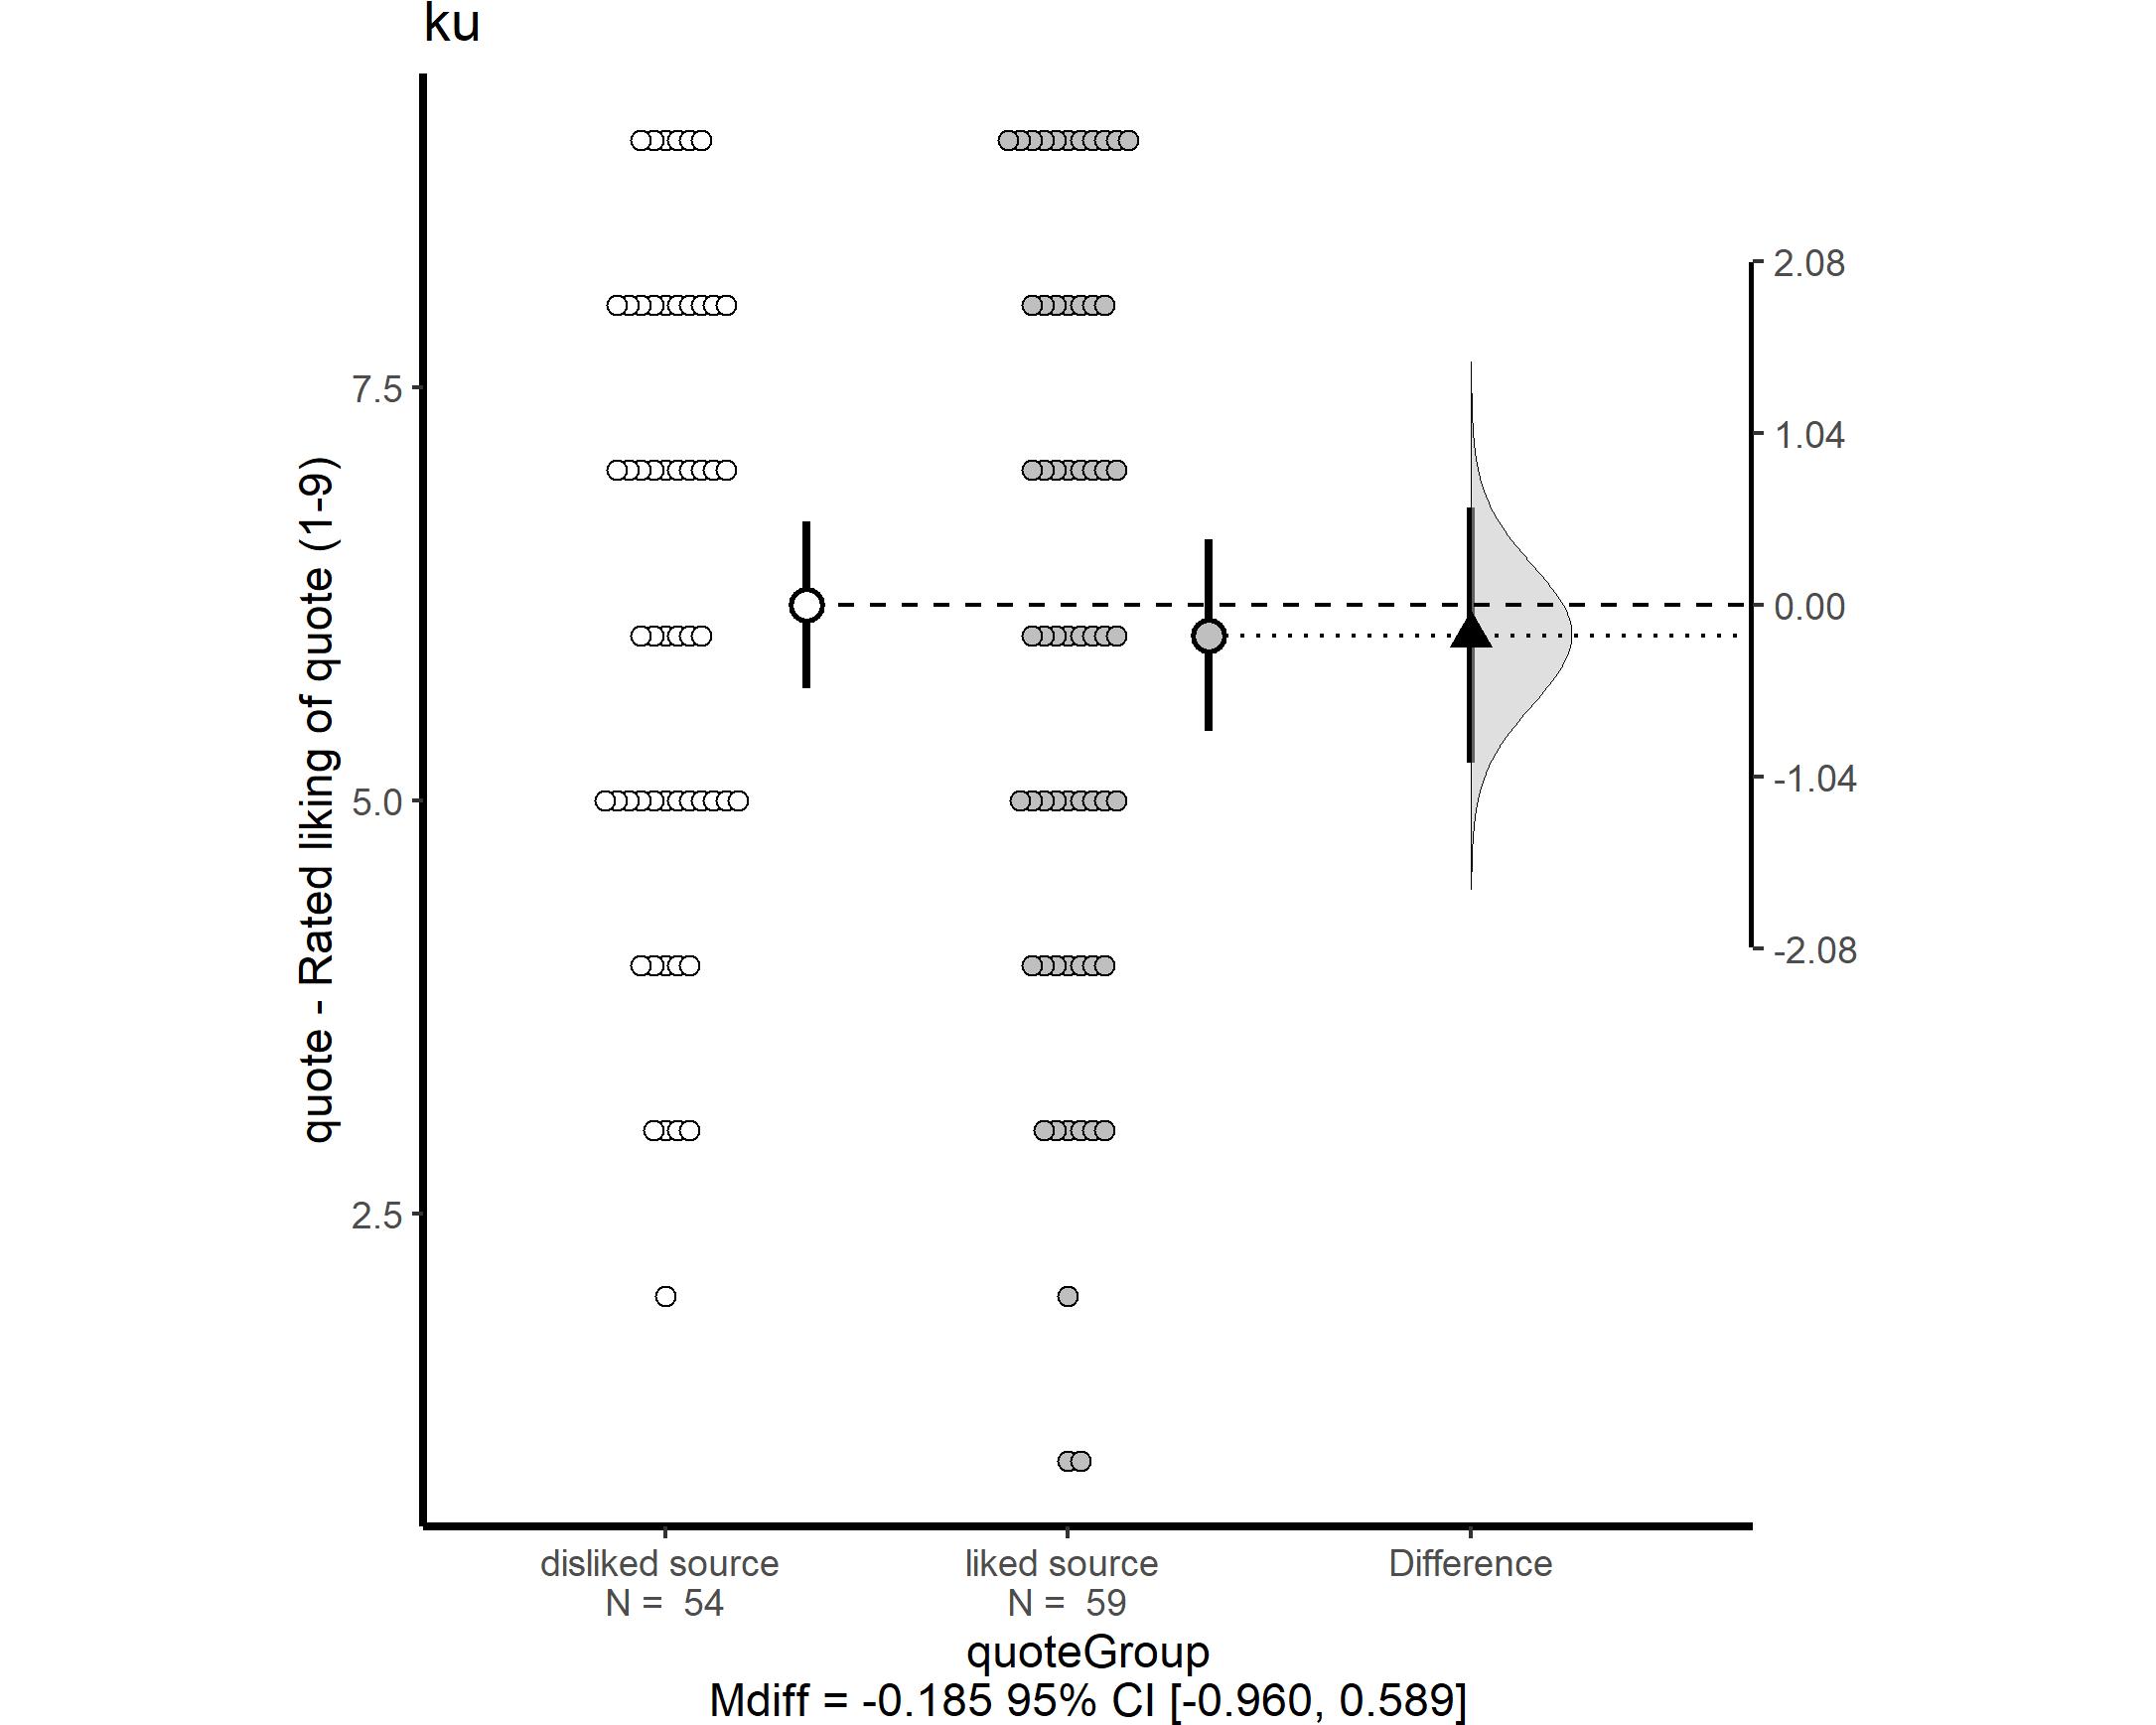 ku
quote - Rated liking of quote (1-9)
7.5
5.0
2.5
2.08
1.04
0.00
-1.04
-2.08
disliked source
N =  54
liked source
N =  59
Difference
quoteGroup
Mdiff = -0.185 95% CI [-0.960, 0.589]